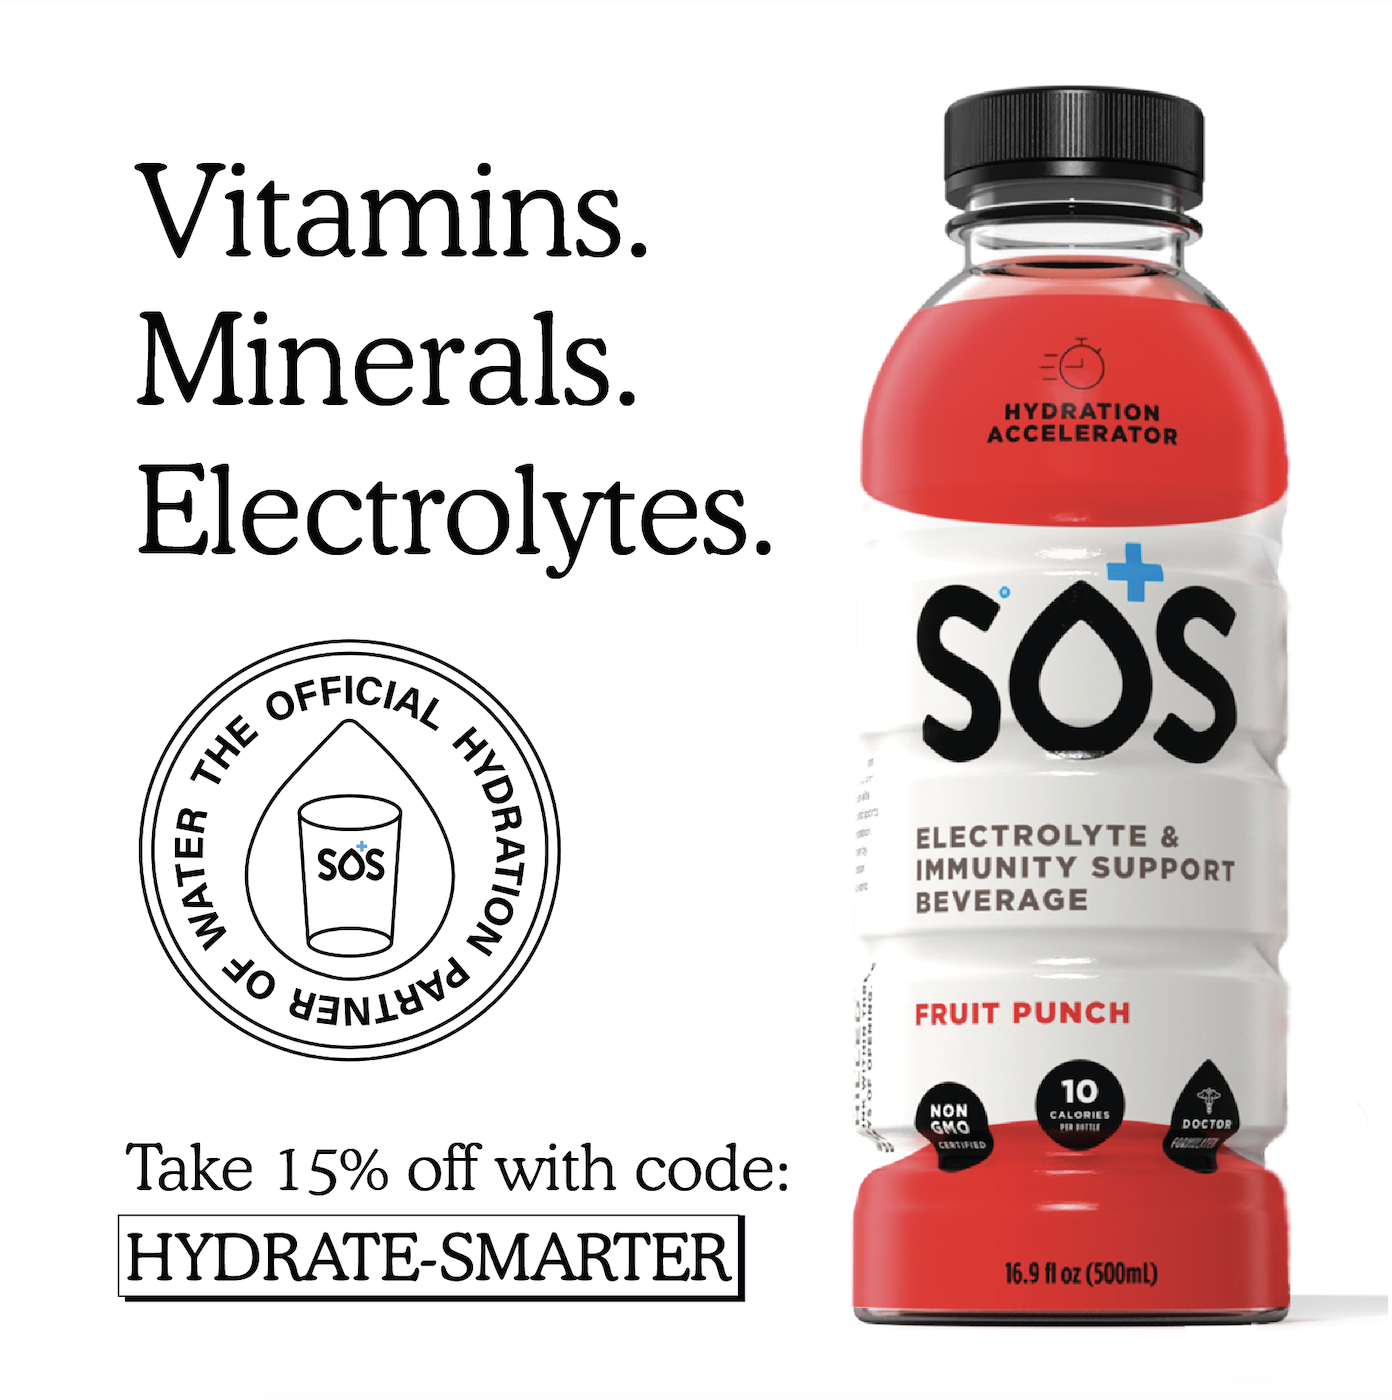 Vitamins.
Minerals.
Electrolytes.
THE OFFICIAL HYDRATION PARTNER OF WATER
SOS
Take 15% off with code:
HYDRATE-SMARTER
HYDRATION
ACCELERATOR
SOS
®
ELECTROLYTE &
IMMUNITY SUPPORT
BEVERAGE
FRUIT PUNCH
NON
GMO
CERTIFIED
10
CALORIES
PER BOTTLE
DOCTOR
FORMULATED
16.9 fl oz (500mL)